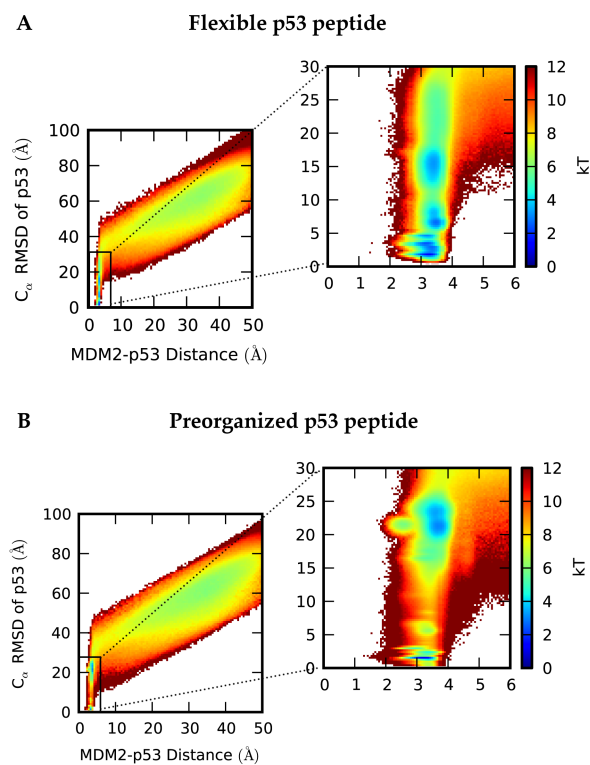 A
Flexible p53 peptide
100
80
60
40
20
0
0 10 20 30 40 50
Cα RMSD of p53 (Å)
MDM2-p53 Distance (Å)
30
25
20
15
10
5
0
0 1 2 3 4 5 6
12
10
8
6
4
2
0
kT
B
Preorganized p53 peptide
100
80
60
40
20
0
0 10 20 30 40 50
Cα RMSD of p53 (Å)
MDM2-p53 Distance (Å)
30
25
20
15
10
5
0
0 1 2 3 4 5 6
12
10
8
6
4
2
0
kT